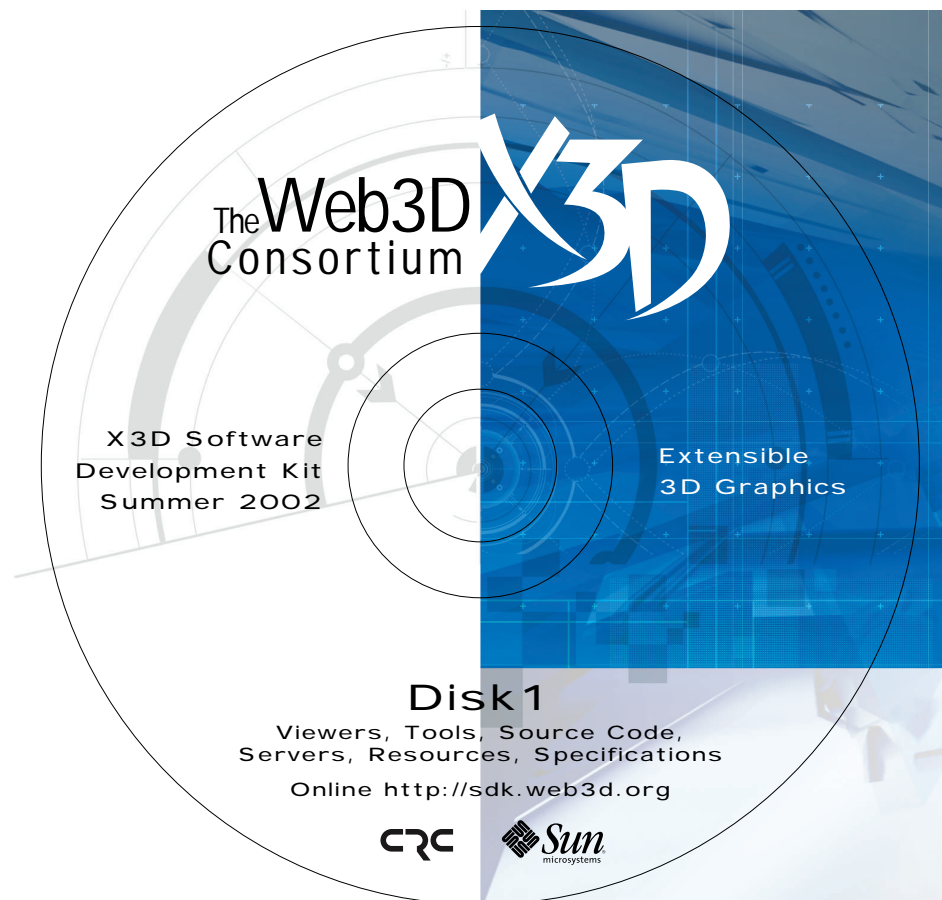 The Web3D
Consortium
X3D
X3D Software
Development Kit
Summer 2002
Extensible
3D Graphics
Disk1
Viewers, Tools, Source Code,
Servers, Resources, Specifications
Online http://sdk.web3d.org
CRC
Sun
microsystems